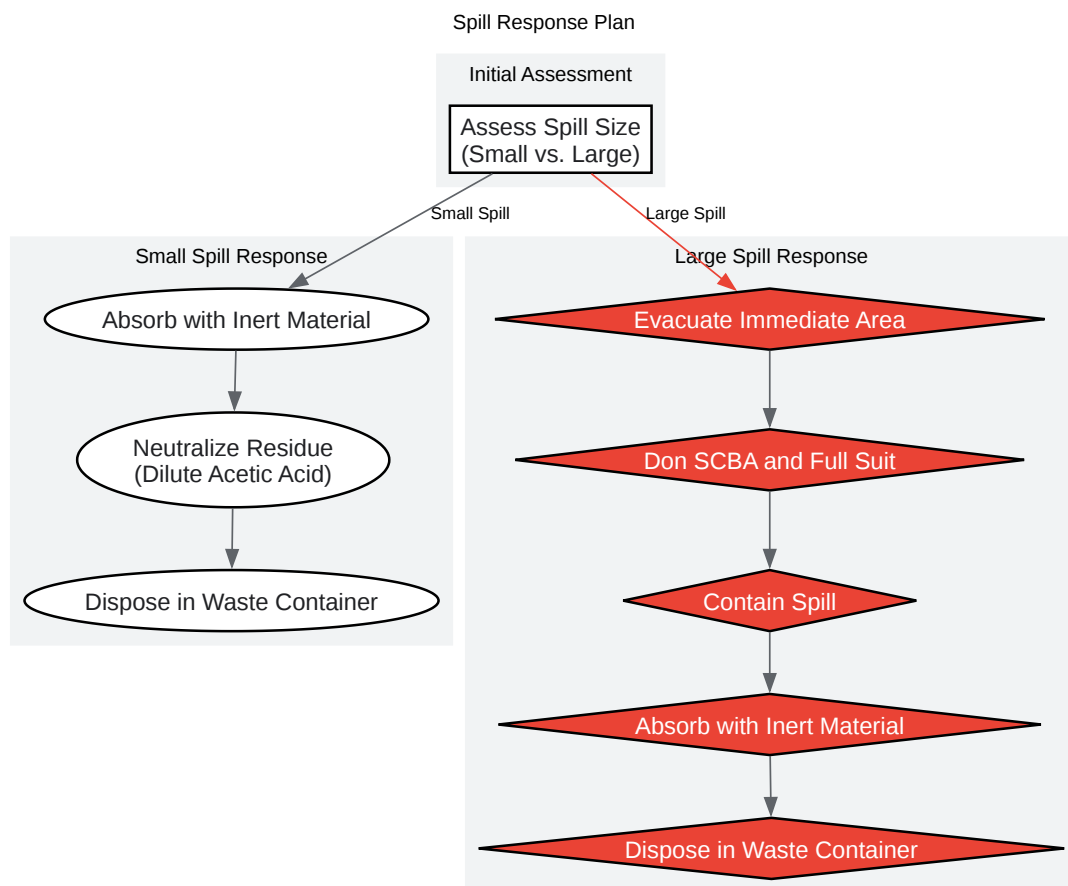 Spill Response Plan
Initial Assessment
Assess Spill Size
(Small vs. Large)
Small Spill
Large Spill
Small Spill Response
Absorb with Inert Material
Neutralize Residue
(Dilute Acetic Acid)
Dispose in Waste Container
Large Spill Response
Evacuate Immediate Area
Don SCBA and Full Suit
Contain Spill
Absorb with Inert Material
Dispose in Waste Container